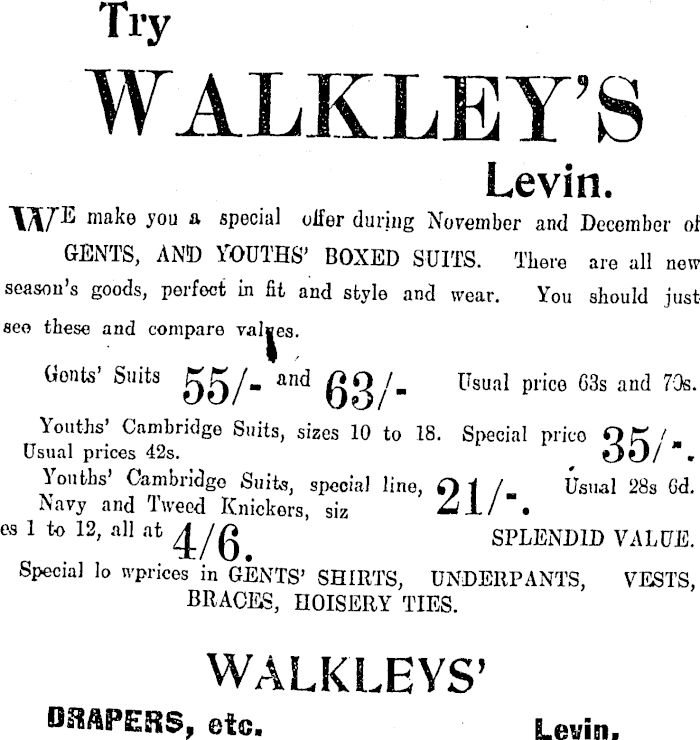 Try
WALKLEY'S
Levin.
WE make you a special offer during November and December of
GENTS, AND YOUTHS' BOXED SUITS. There are all new
season's goods, perfect in fit and style and wear. You should just
see these and compare values.
Gents' Suits 55/- and 63/- Usual price 63s and 70s.
Youths' Cambridge Suits, sizes 10 to 18. Special price 35/-.
Usual prices 42s.
Youths' Cambridge Suits, special line, 21/-. Usual 28s 6d.
Navy and Tweed Knickers, siz
es 1 to 12, all at 4/6. SPLENDID VALUE.
Special lo wprices in GENTS' SHIRTS, UNDERPANTS, VESTS,
BRACES, HOISERY TIES.
WALKLEYS'
DRAPERS, etc. Levin.